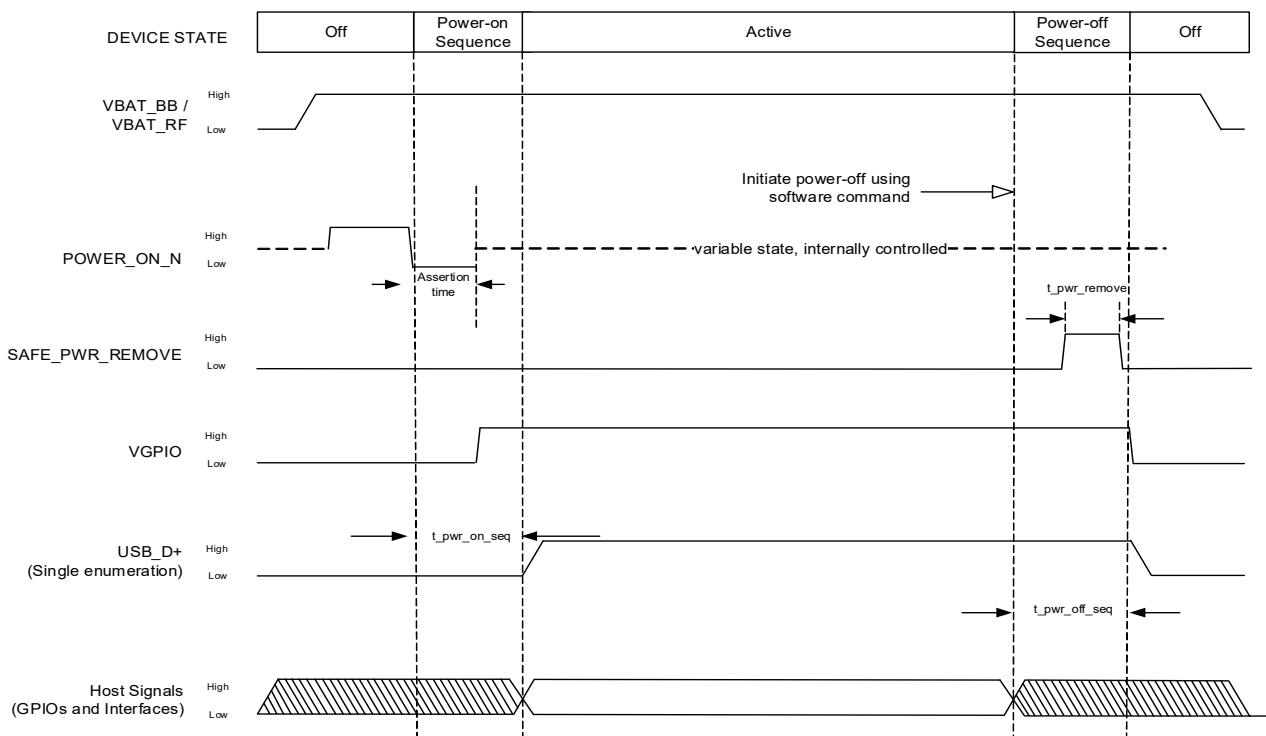 DEVICE STATE
Off
Power-on
Sequence
Active
Power-off
Sequence
Off
VBAT_BB /
VBAT_RF
High
Low
Initiate power-off using
software command
POWER_ON_N
High
Low
variable state, internally controlled
Assertion
time
t_pwr_remove
SAFE_PWR_REMOVE
High
Low
VGPIO
High
Low
USB_D+
(Single enumeration)
High
Low
t_pwr_on_seq
t_pwr_off_seq
Host Signals
(GPIOs and Interfaces)
High
Low